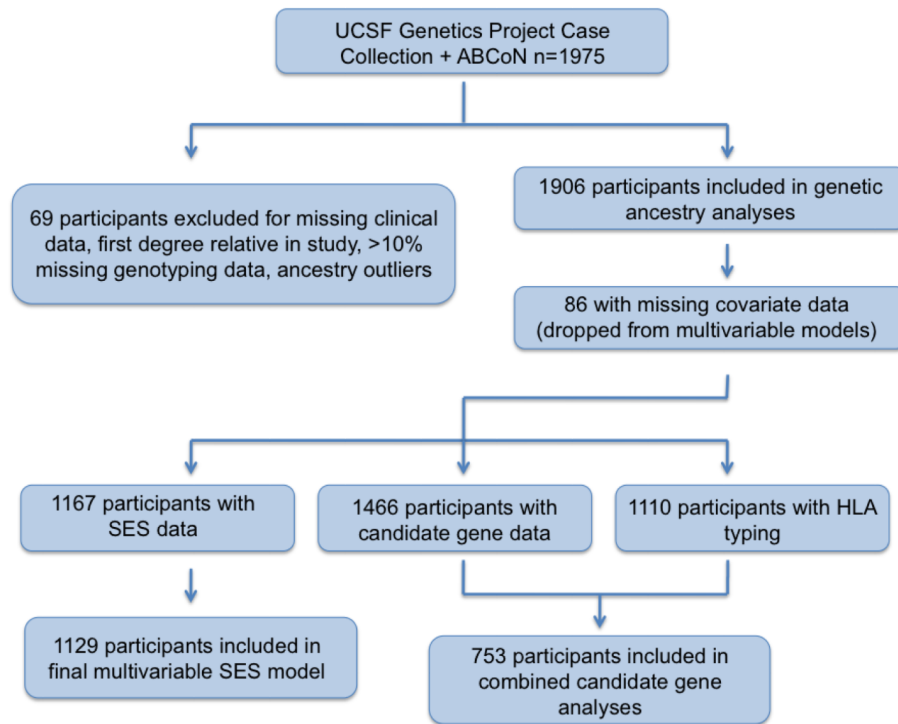 UCSF Genetics Project Case
Collection + ABCoN n=1975
69 participants excluded for missing clinical
data, first degree relative in study, >10%
missing genotyping data, ancestry outliers
1906 participants included in genetic
ancestry analyses
86 with missing covariate data
(dropped from multivariable models)
1167 participants with
SES data
1466 participants with
candidate gene data
1110 participants with HLA
typing
1129 participants included in
final multivariable SES model
753 participants included in
combined candidate gene
analyses